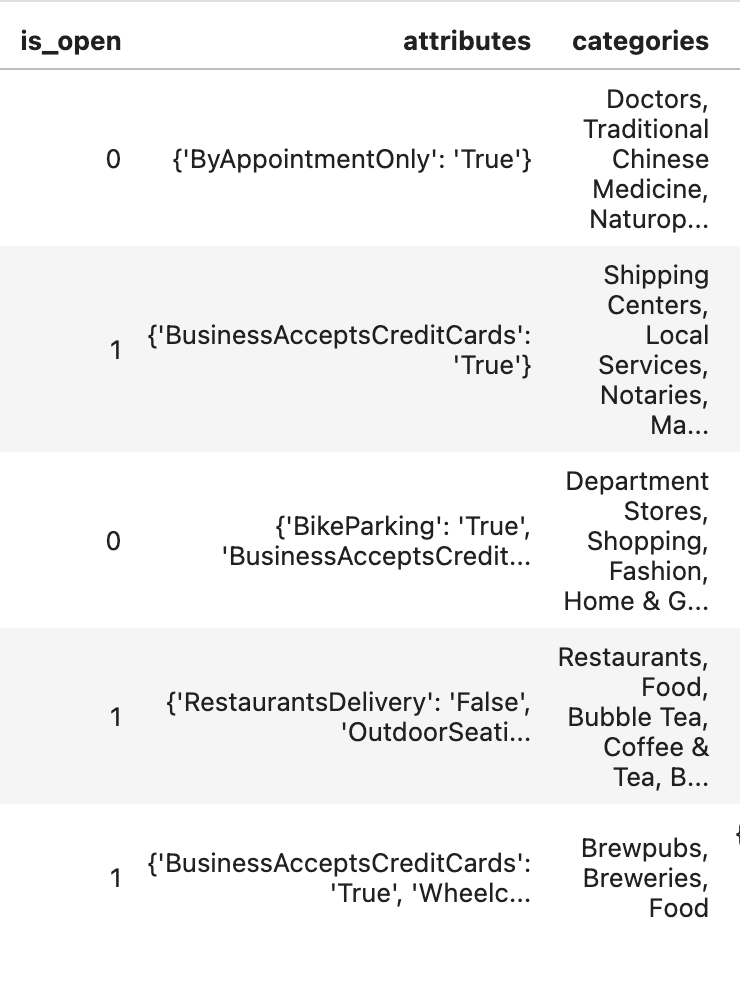 is_open attributes categories
0 {'ByAppointmentOnly': 'True'} Doctors,
Traditional
Chinese
Medicine,
Naturop...
1 {'BusinessAcceptsCreditCards':
'True'} Shipping
Centers,
Local
Services,
Notaries,
Ma...
0 {'BikeParking': 'True',
'BusinessAcceptsCredit... Department
Stores,
Shopping,
Fashion,
Home & G...
1 {'RestaurantsDelivery': 'False',
'OutdoorSeati... Restaurants,
Food,
Bubble Tea,
Coffee &
Tea, B...
1 {'BusinessAcceptsCreditCards':
'True', 'Wheelc... Brewpubs,
Breweries,
Food
{